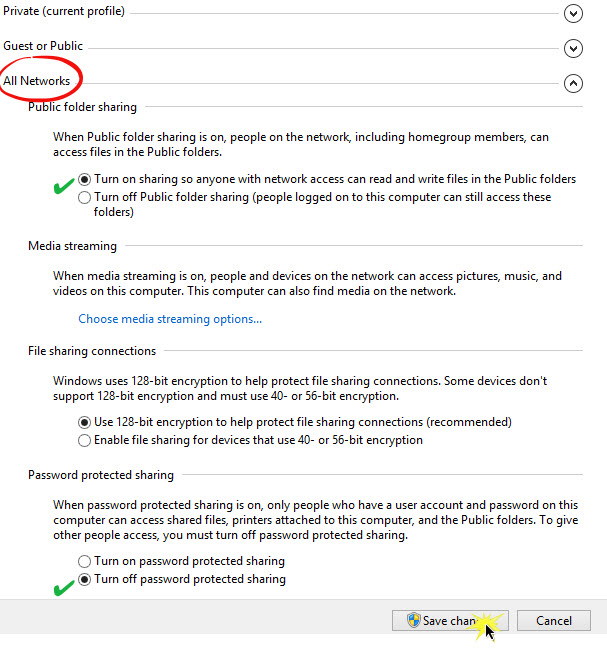 Private (current profile)
Guest or Public
All Networks
Public folder sharing
When Public folder sharing is on, people on the network, including homegroup members, can
access files in the Public folders.
Turn on sharing so anyone with network access can read and write files in the Public folders
Turn off Public folder sharing (people logged on to this computer can still access these
folders)
Media streaming
When media streaming is on, people and devices on the network can access pictures, music, and
videos on this computer. This computer can also find media on the network.
Choose media streaming options...
File sharing connections
Windows uses 128-bit encryption to help protect file sharing connections. Some devices don't
support 128-bit encryption and must use 40- or 56-bit encryption.
Use 128-bit encryption to help protect file sharing connections (recommended)
Enable file sharing for devices that use 40- or 56-bit encryption
Password protected sharing
When password protected sharing is on, only people who have a user account and password on this
computer can access shared files, printers attached to this computer, and the Public folders. To give
other people access, you must turn off password protected sharing.
Turn on password protected sharing
Turn off password protected sharing
Save Cancel